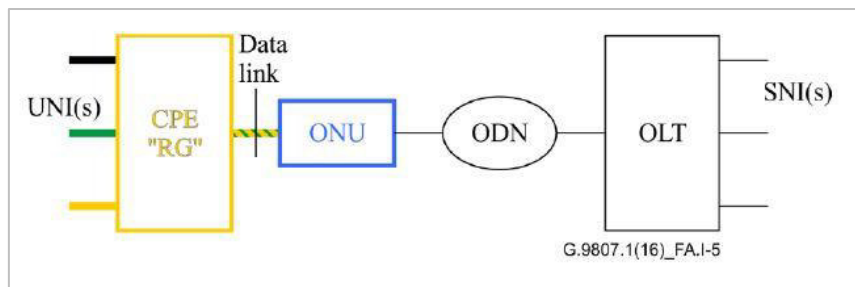 Data
link
UNI(s)
CPE
"RG"
ONU
ODN
OLT
SNI(s)
G.9807.1(16)_FA.I-5